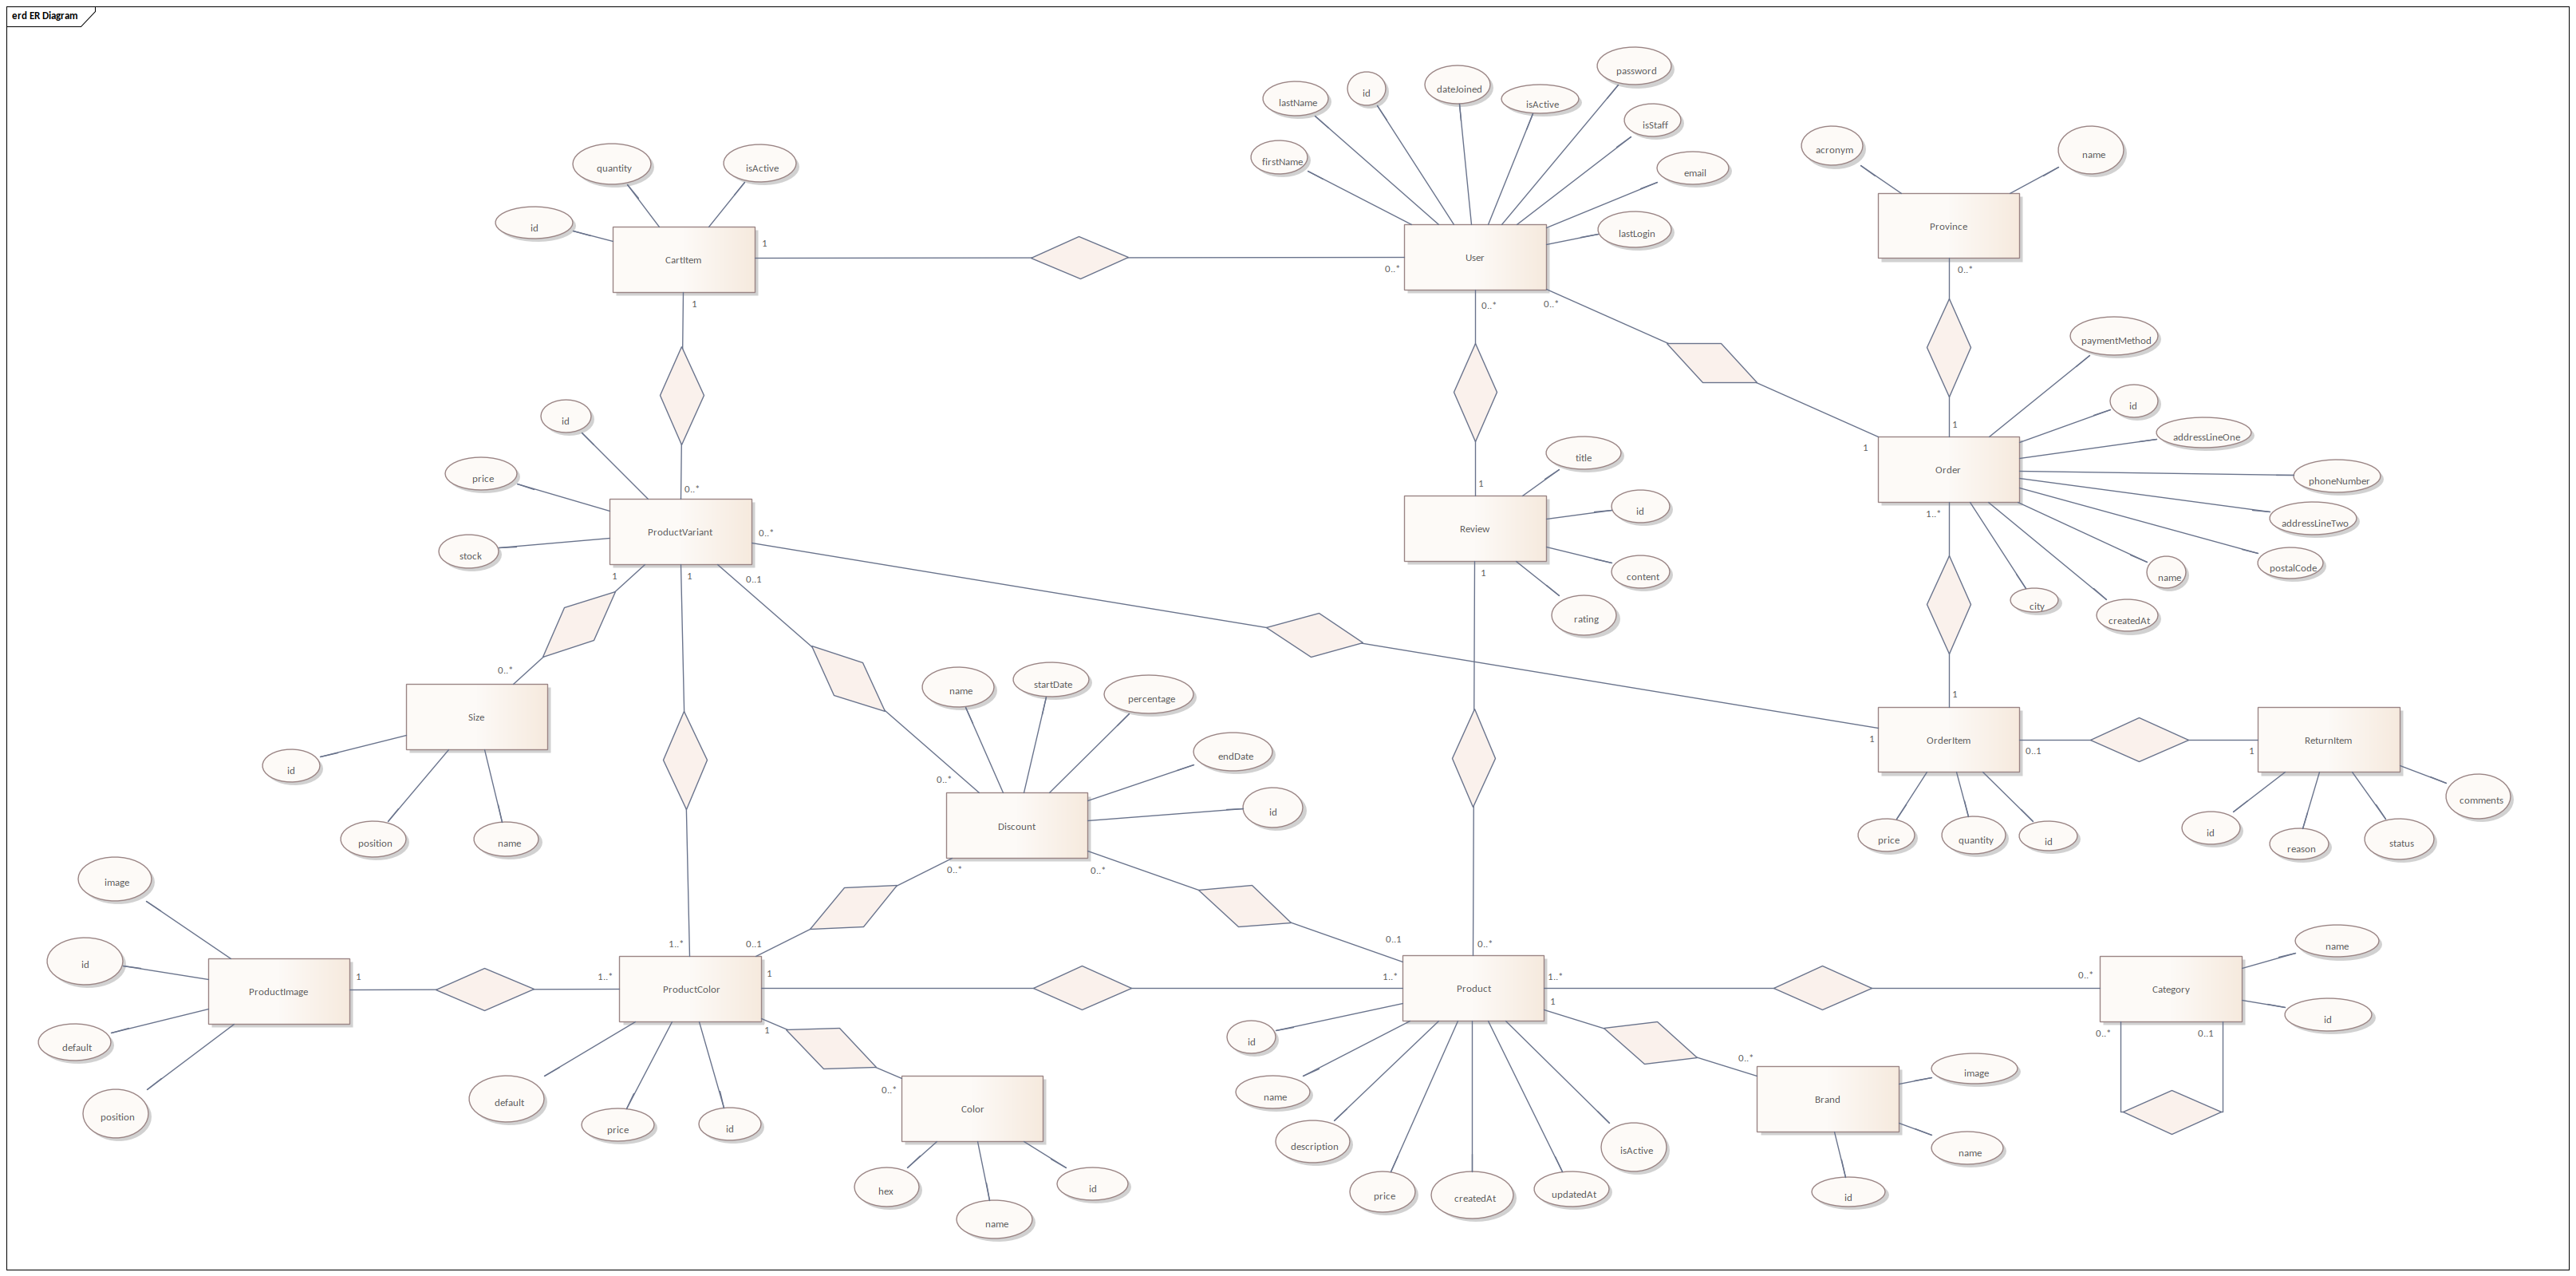 erd ER Diagram
password
dateJoined
id
lastName
isActive
isStaff
firstName
email
lastLogin
User
0..*
0..*
0..*
quantity
isActive
id
CartItem
1
1
acronym
name
Province
0..*
paymentMethod
id
addressLineOne
phoneNumber
addressLineTwo
postalCode
name
createdAt
city
Order
1
1
1..*
id
price
stock
ProductVariant
0..*
0..*
1
1
0..1
title
id
content
rating
Review
1
1
Size
0..*
id
position
name
name
startDate
percentage
endDate
id
Discount
0..*
0..*
0..*
OrderItem
1
1
0..1
price
quantity
id
ReturnItem
1
id
reason
status
comments
image
id
default
position
ProductImage
1
ProductColor
1..*
1..*
0..1
1
1
default
price
id
Color
0..*
hex
name
id
Product
0..1
1..*
0..*
1..*
1
id
name
description
price
createdAt
updatedAt
isActive
Brand
0..*
image
name
id
Category
0..*
0..*
0..1
name
id